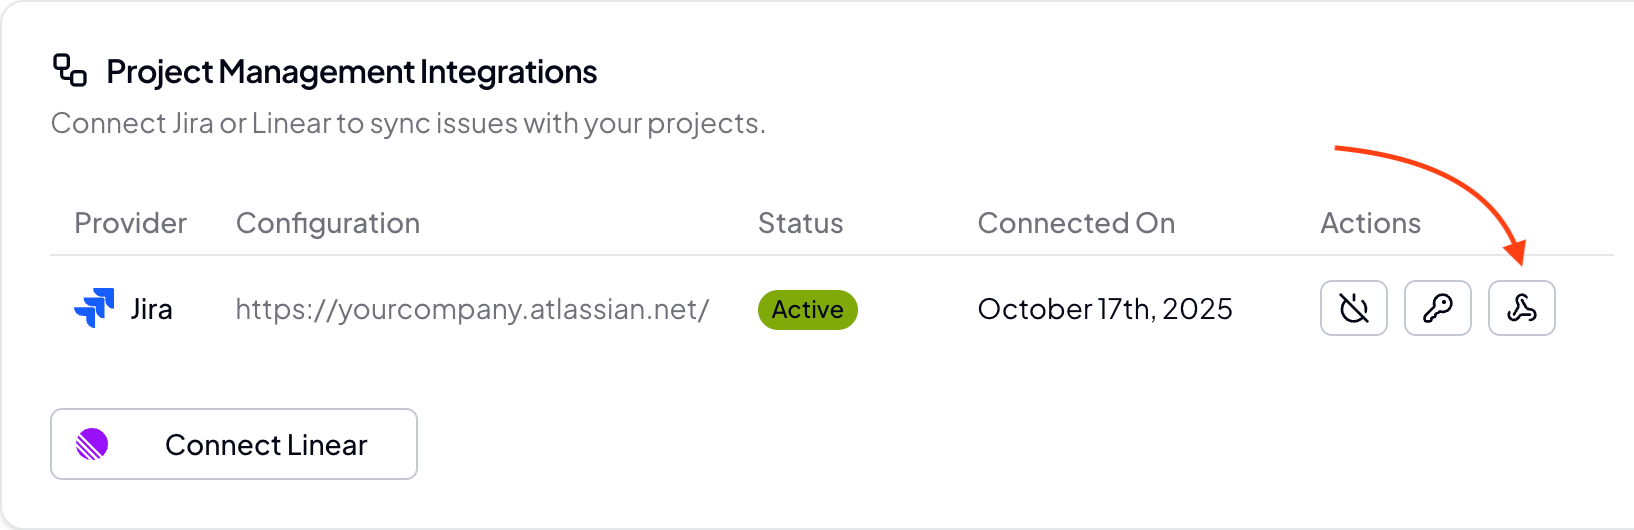 Project Management Integrations
Connect Jira or Linear to sync issues with your projects.
Provider Configuration Status Connected On Actions
Jira https://yourcompany.atlassian.net/ Active October 17th, 2025
Connect Linear